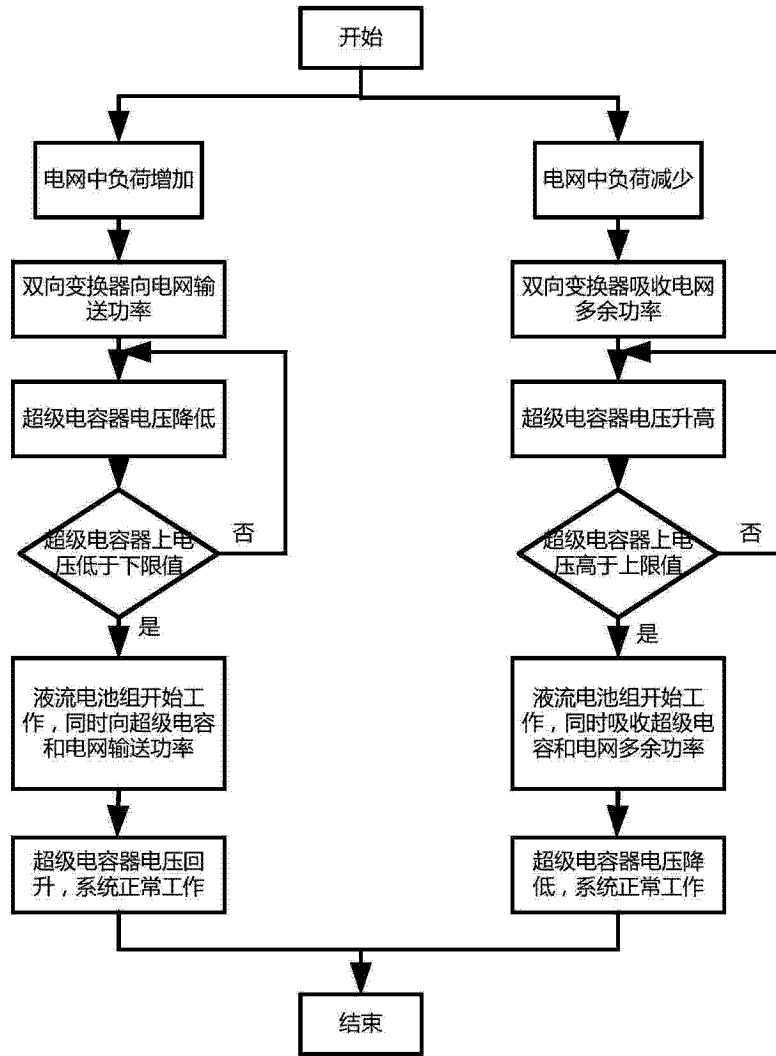 开始
电网中负荷增加
双向变换器向电网输
送功率
超级电容器电压降低
超级电容器上电
压低于下限值
否
是
液流电池组开始工
作，同时向超级电容
和电网输送功率
超级电容器电压回
升，系统正常工作
电网中负荷减少
双向变换器吸收电网
多余功率
超级电容器电压升高
超级电容器上电
压高于上限值
否
是
液流电池组开始工
作，同时吸收超级电
容和电网多余功率
超级电容器电压降
低，系统正常工作
结束